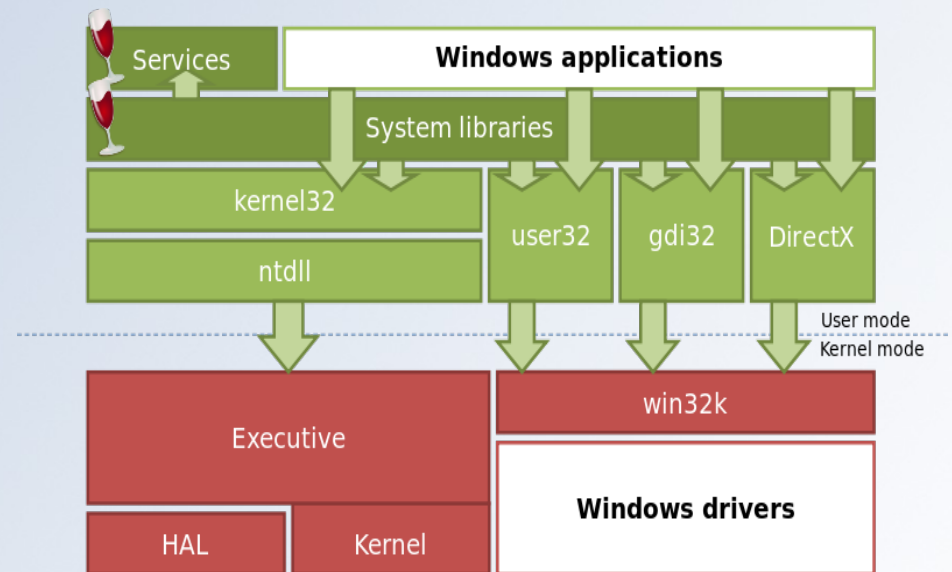 Services
Windows applications
System libraries
kernel32
user32
gdi32
DirectX
ntdll
User mode
Kernel mode
win32k
Executive
Windows drivers
HAL
Kernel